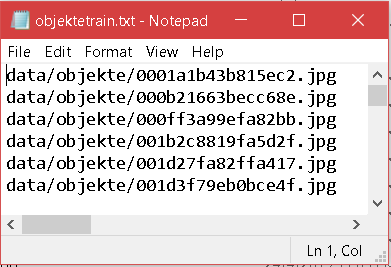 objektetrain.txt - Notepad
File Edit Format View Help
data/objekte/0001a1b43b815ec2.jpg
data/objekte/000b21663becc68e.jpg
data/objekte/000ff3a99efa82bb.jpg
data/objekte/001b2c8819fa5d2f.jpg
data/objekte/001d27fa82ffa417.jpg
data/objekte/001d3f79eb0bce4f.jpg
Ln 1, Col